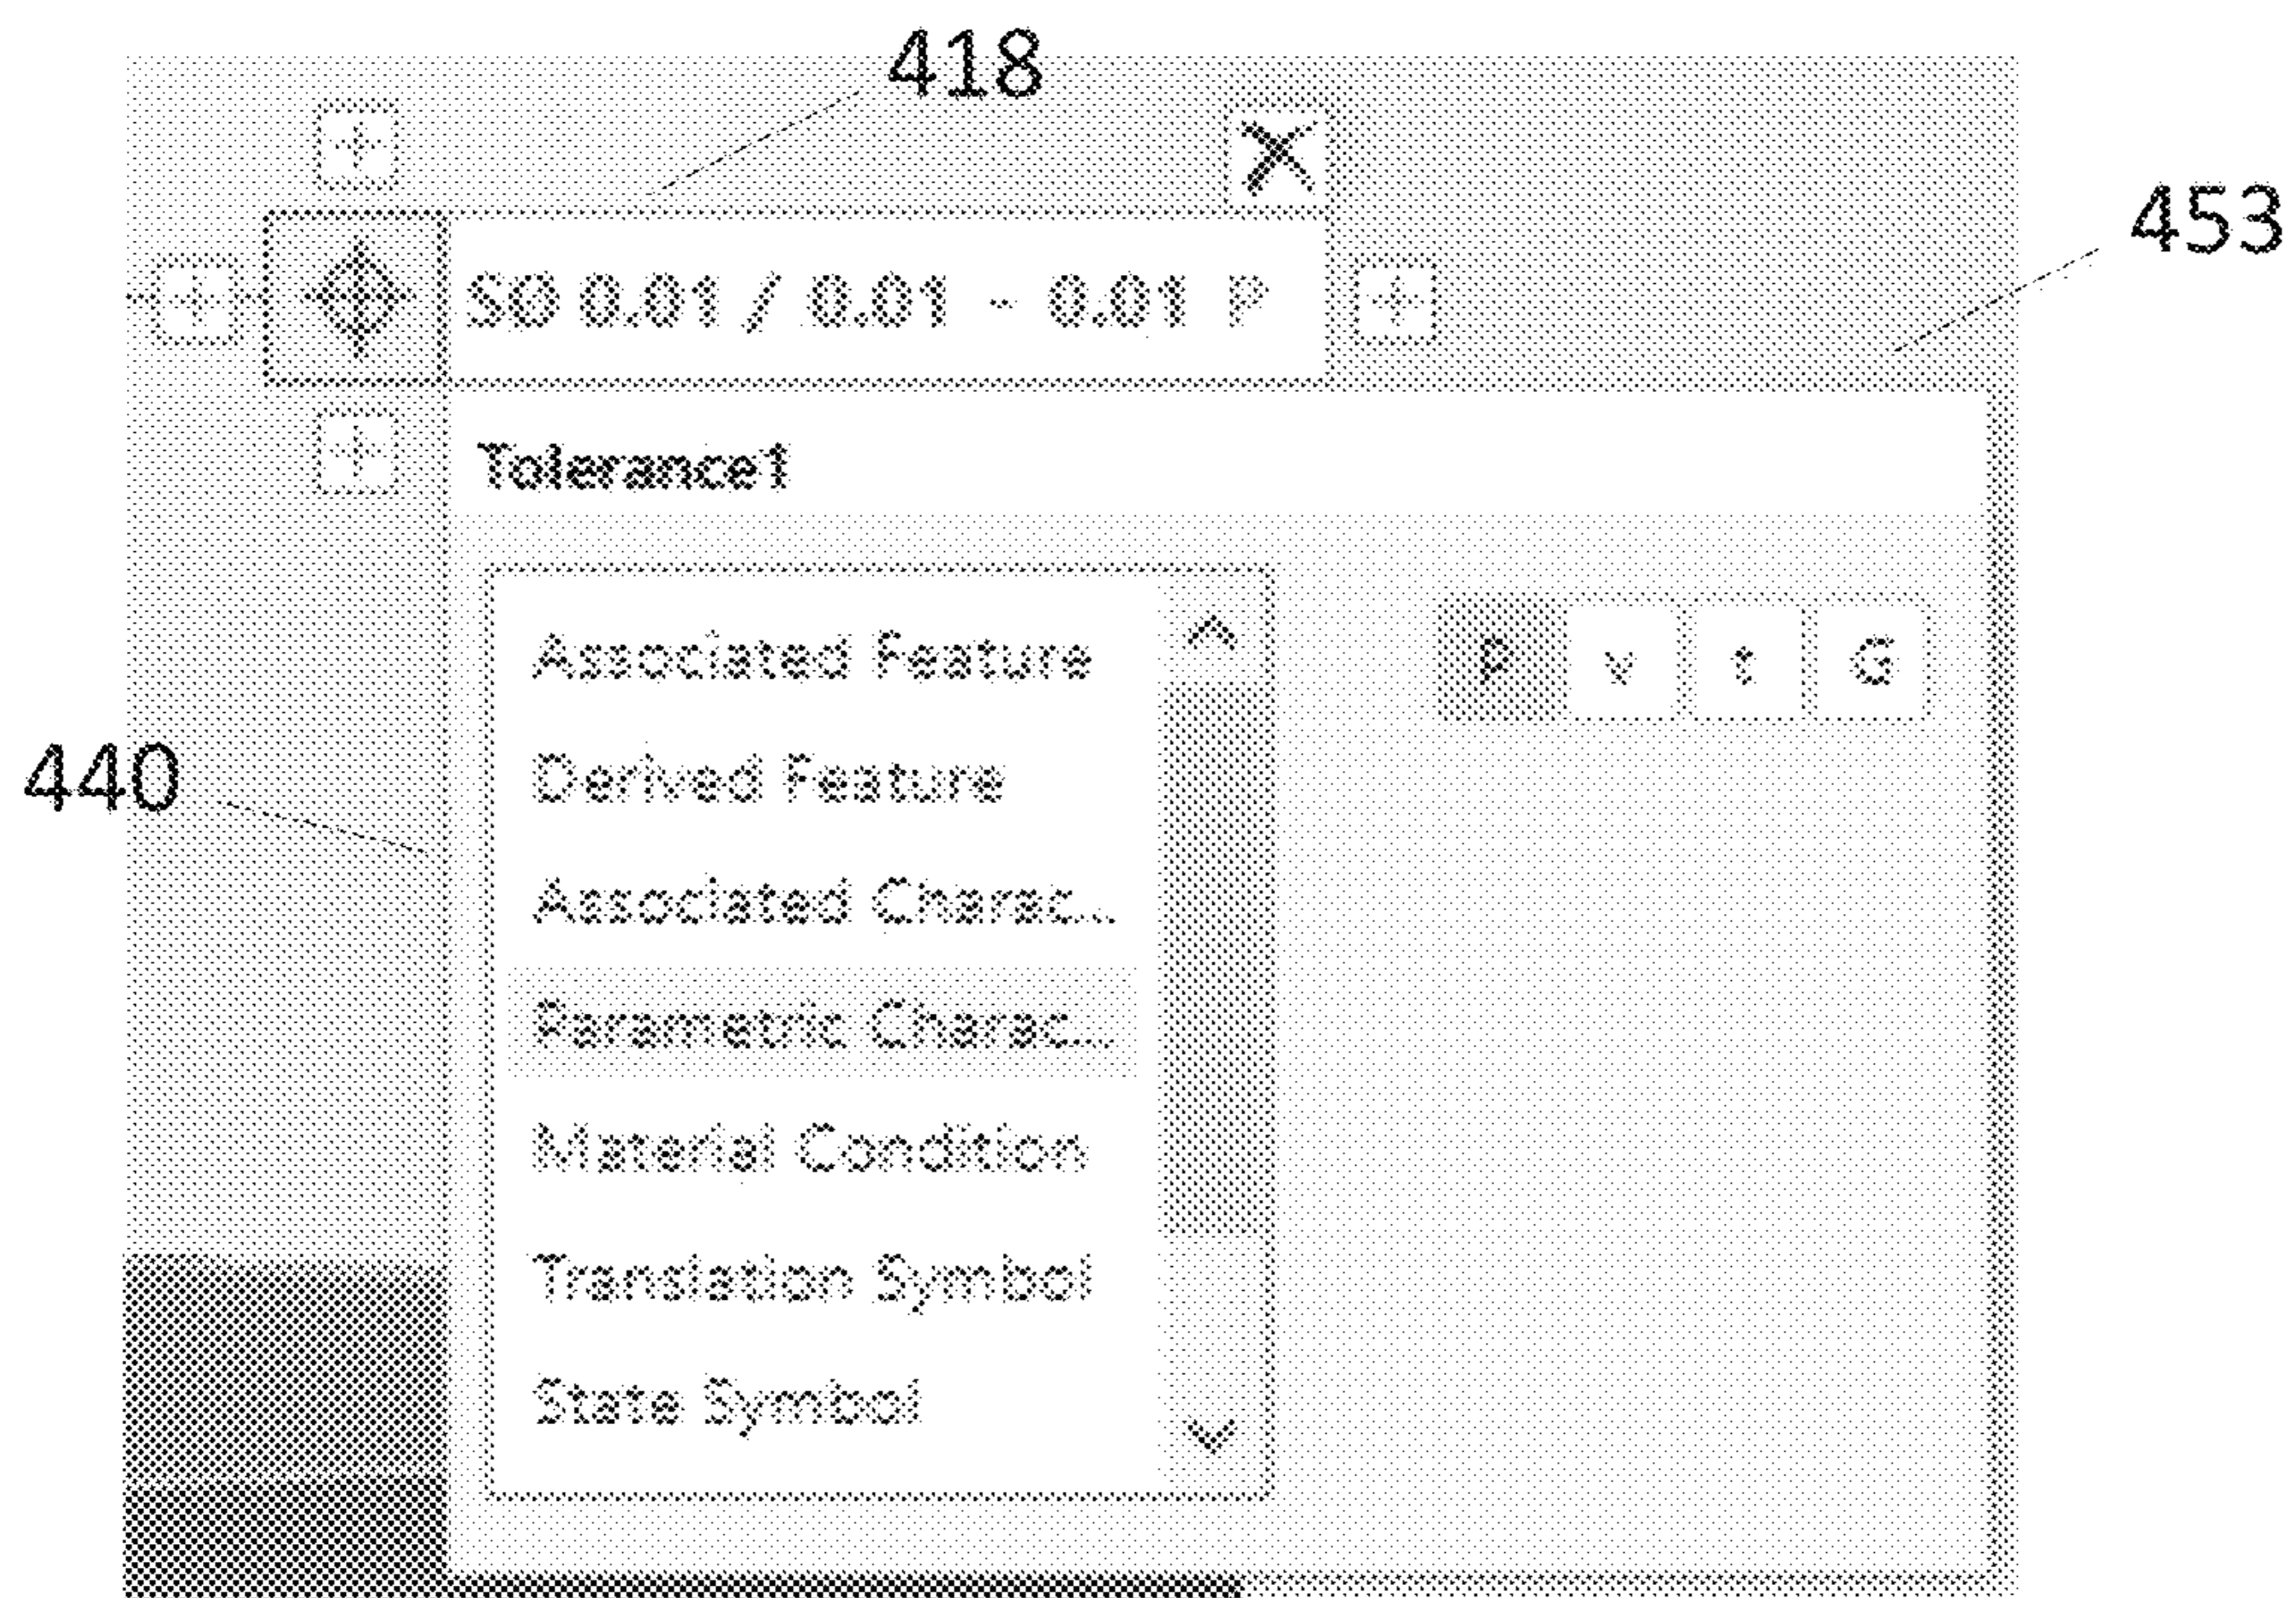 418
453
SØ 0.01 / 0.01 - 0.01 P
Tolerance1
Associated Feature
P v t G
Derived Feature
440
Associated Charac...
Parametric Charac...
Material Condition
Translation Symbol
State Symbol